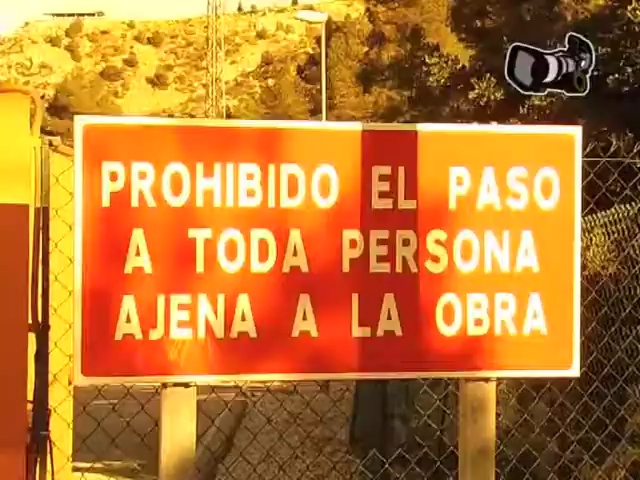 PROHIBIDO EL PASO
A TODA PERSONA
AJENA A LA OBRA